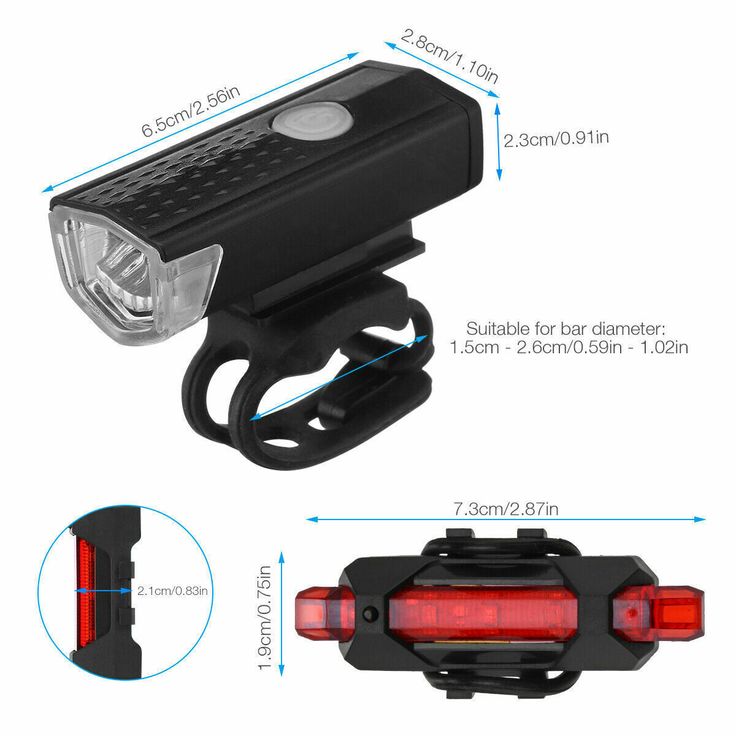 2.8cm/1.10in
6.5cm/2.56in
2.3cm/0.91in
Suitable for bar diameter:
1.5cm - 2.6cm/0.59in - 1.02in
7.3cm/2.87in
2.1cm/0.83in
1.9cm/0.75in